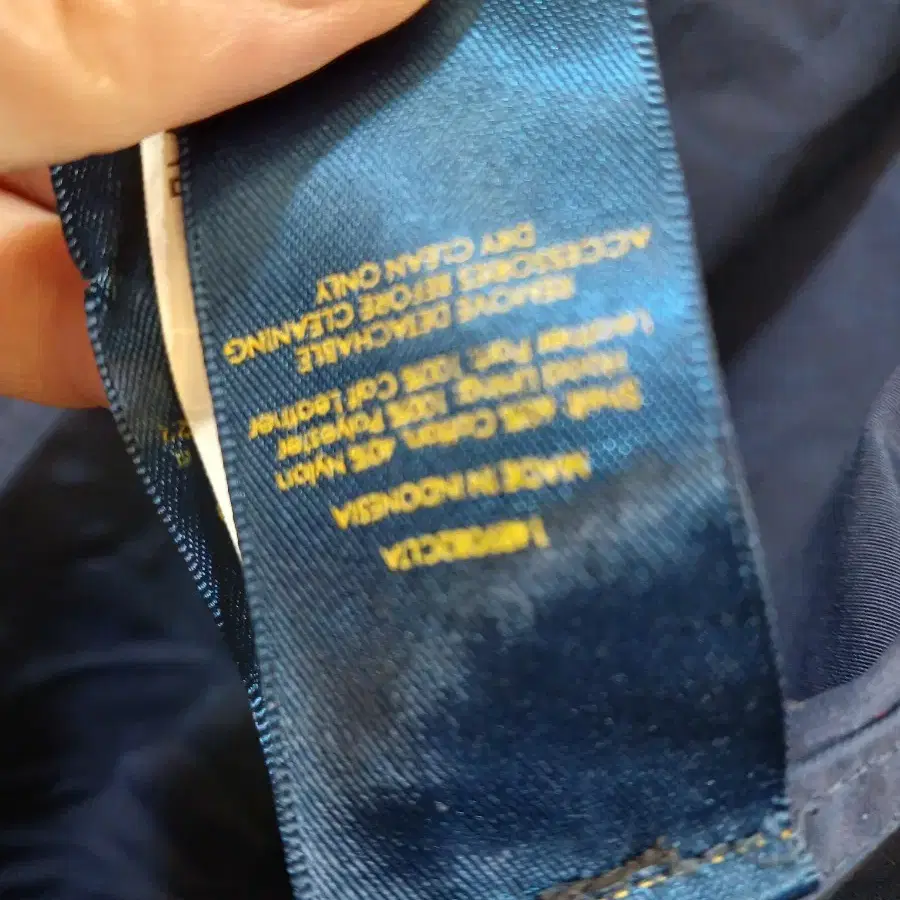 MADE IN INDONESIA
Shell: 60% Cotton, 40% Nylon
Hood Lining: 100% Polyester
Leather Part: 100% Calf Leather
REMOVE DETACHABLE
ACCESSORIES BEFORE CLEANING
DRY CLEAN ONLY